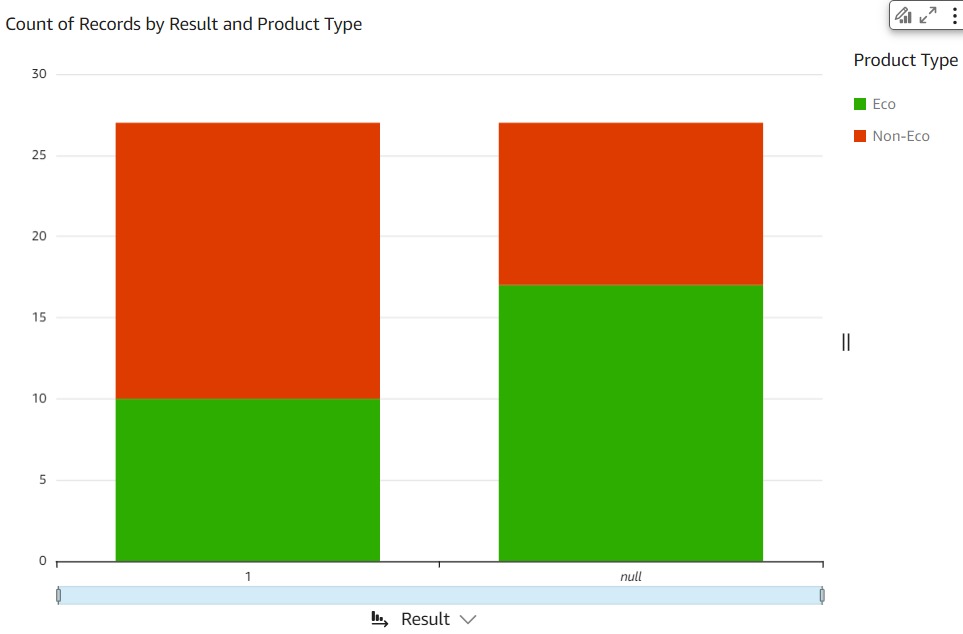 Count of Records by Result and Product Type
Product Type
Eco
Non-Eco
30
25
20
15
10
5
0
1
null
Result